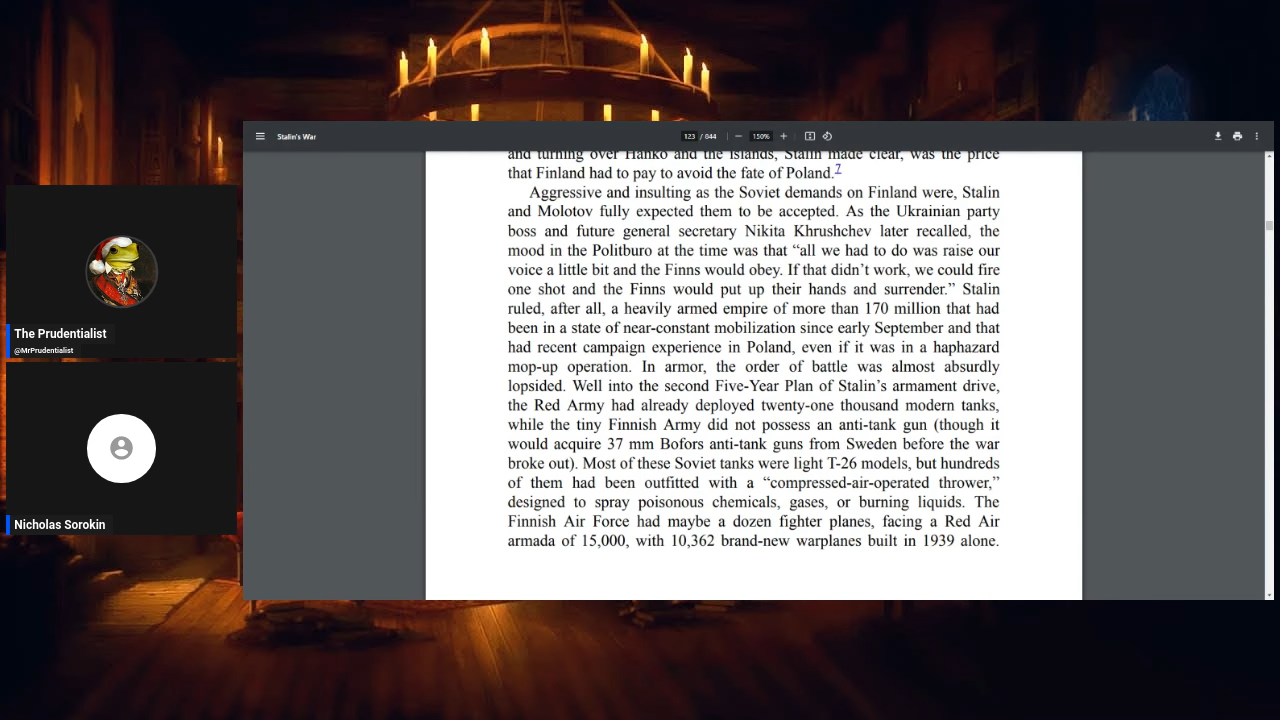 Stalin's War
123 / 844
150%
and turning over Hanko and the islands, Stalin made clear, was the price
that Finland had to pay to avoid the fate of Poland.7
Aggressive and insulting as the Soviet demands on Finland were, Stalin
and Molotov fully expected them to be accepted. As the Ukrainian party
boss and future general secretary Nikita Khrushchev later recalled, the
mood in the Politburo at the time was that “all we had to do was raise our
voice a little bit and the Finns would obey. If that didn’t work, we could fire
one shot and the Finns would put up their hands and surrender.” Stalin
ruled, after all, a heavily armed empire of more than 170 million that had
been in a state of near-constant mobilization since early September and that
had recent campaign experience in Poland, even if it was in a haphazard
mop-up operation. In armor, the order of battle was almost absurdly
lopsided. Well into the second Five-Year Plan of Stalin’s armament drive,
the Red Army had already deployed twenty-one thousand modern tanks,
while the tiny Finnish Army did not possess an anti-tank gun (though it
would acquire 37 mm Bofors anti-tank guns from Sweden before the war
broke out). Most of these Soviet tanks were light T-26 models, but hundreds
of them had been outfitted with a “compressed-air-operated thrower,”
designed to spray poisonous chemicals, gases, or burning liquids. The
Finnish Air Force had maybe a dozen fighter planes, facing a Red Air
armada of 15,000, with 10,362 brand-new warplanes built in 1939 alone.
The Prudentialist
@MrPrudentialist
Nicholas Sorokin